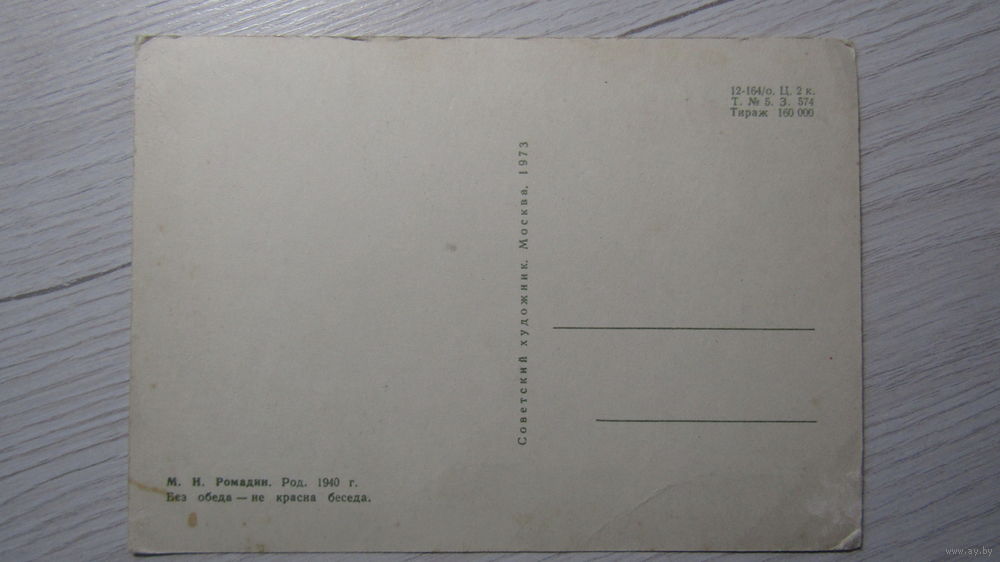 12-164/о. Ц. 2 к.
Т. № 5. З. 574
Тираж 160 000
Советский художник. Москва, 1973
М. Н. Ромадин. Род. 1940 г.
Без обеда — не красна беседа.
www.ay.by